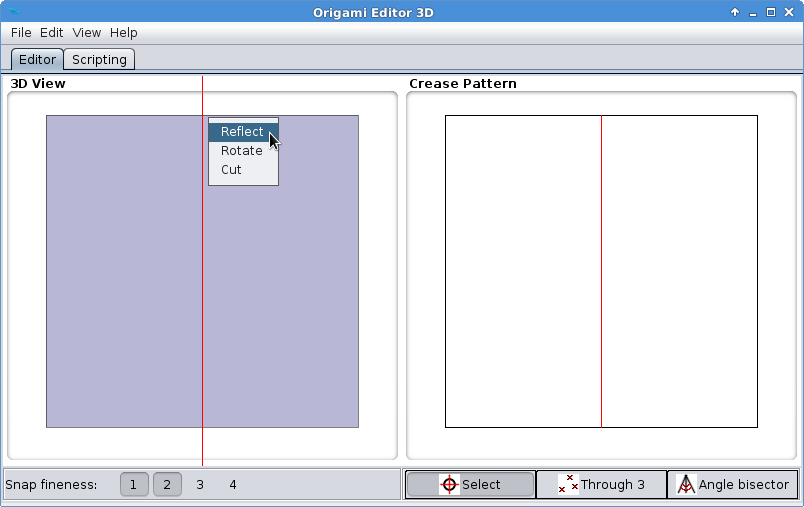 Origami Editor 3D
File Edit View Help
Editor Scripting
3D View Crease Pattern
Reflect
Rotate
Cut
Snap fineness: 1 2 3 4 Select Through 3 Angle bisector